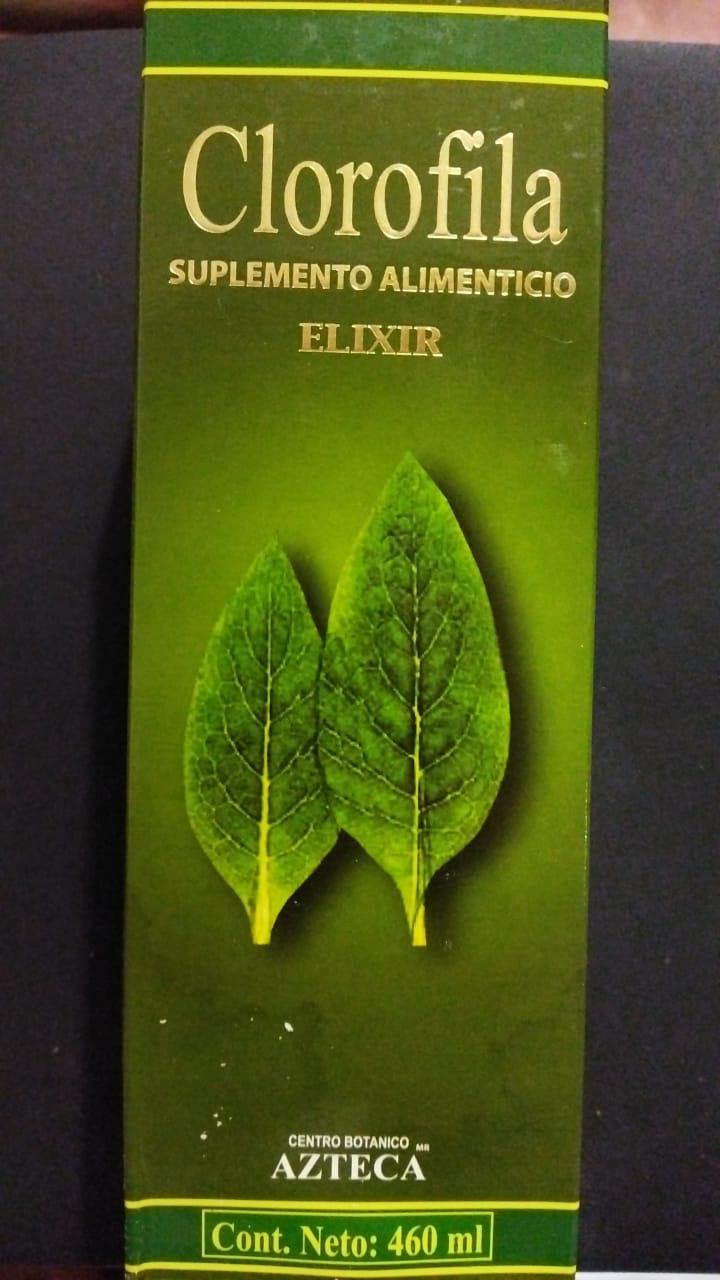 Clorofila
SUPLEMENTO ALIMENTICIO
ELIXIR
CENTRO BOTANICO MR
AZTECA
Cont. Neto: 460 ml